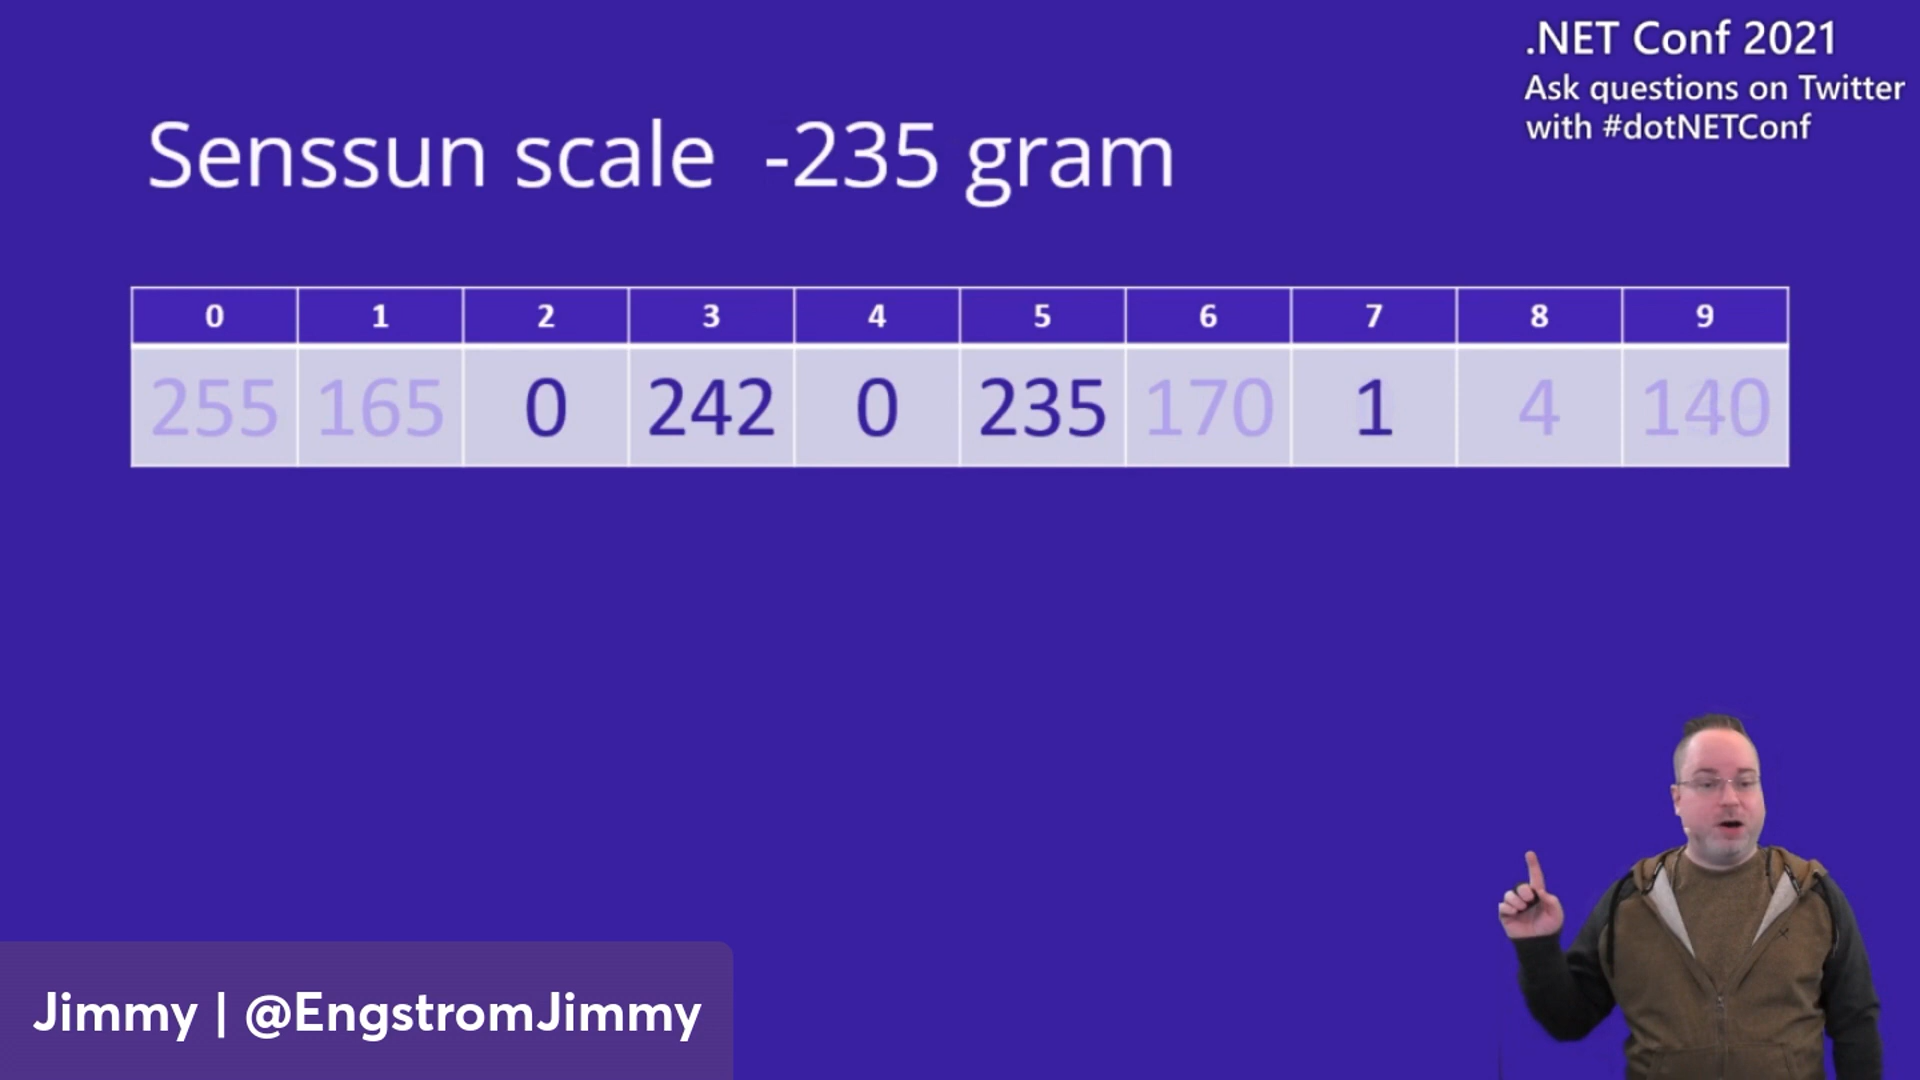 .NET Conf 2021
Ask questions on Twitter
with #dotNETConf
Senssun scale -235 gram
0 1 2 3 4 5 6 7 8 9
255 165 0 242 0 235 170 1 4 140
Jimmy | @EngstromJimmy